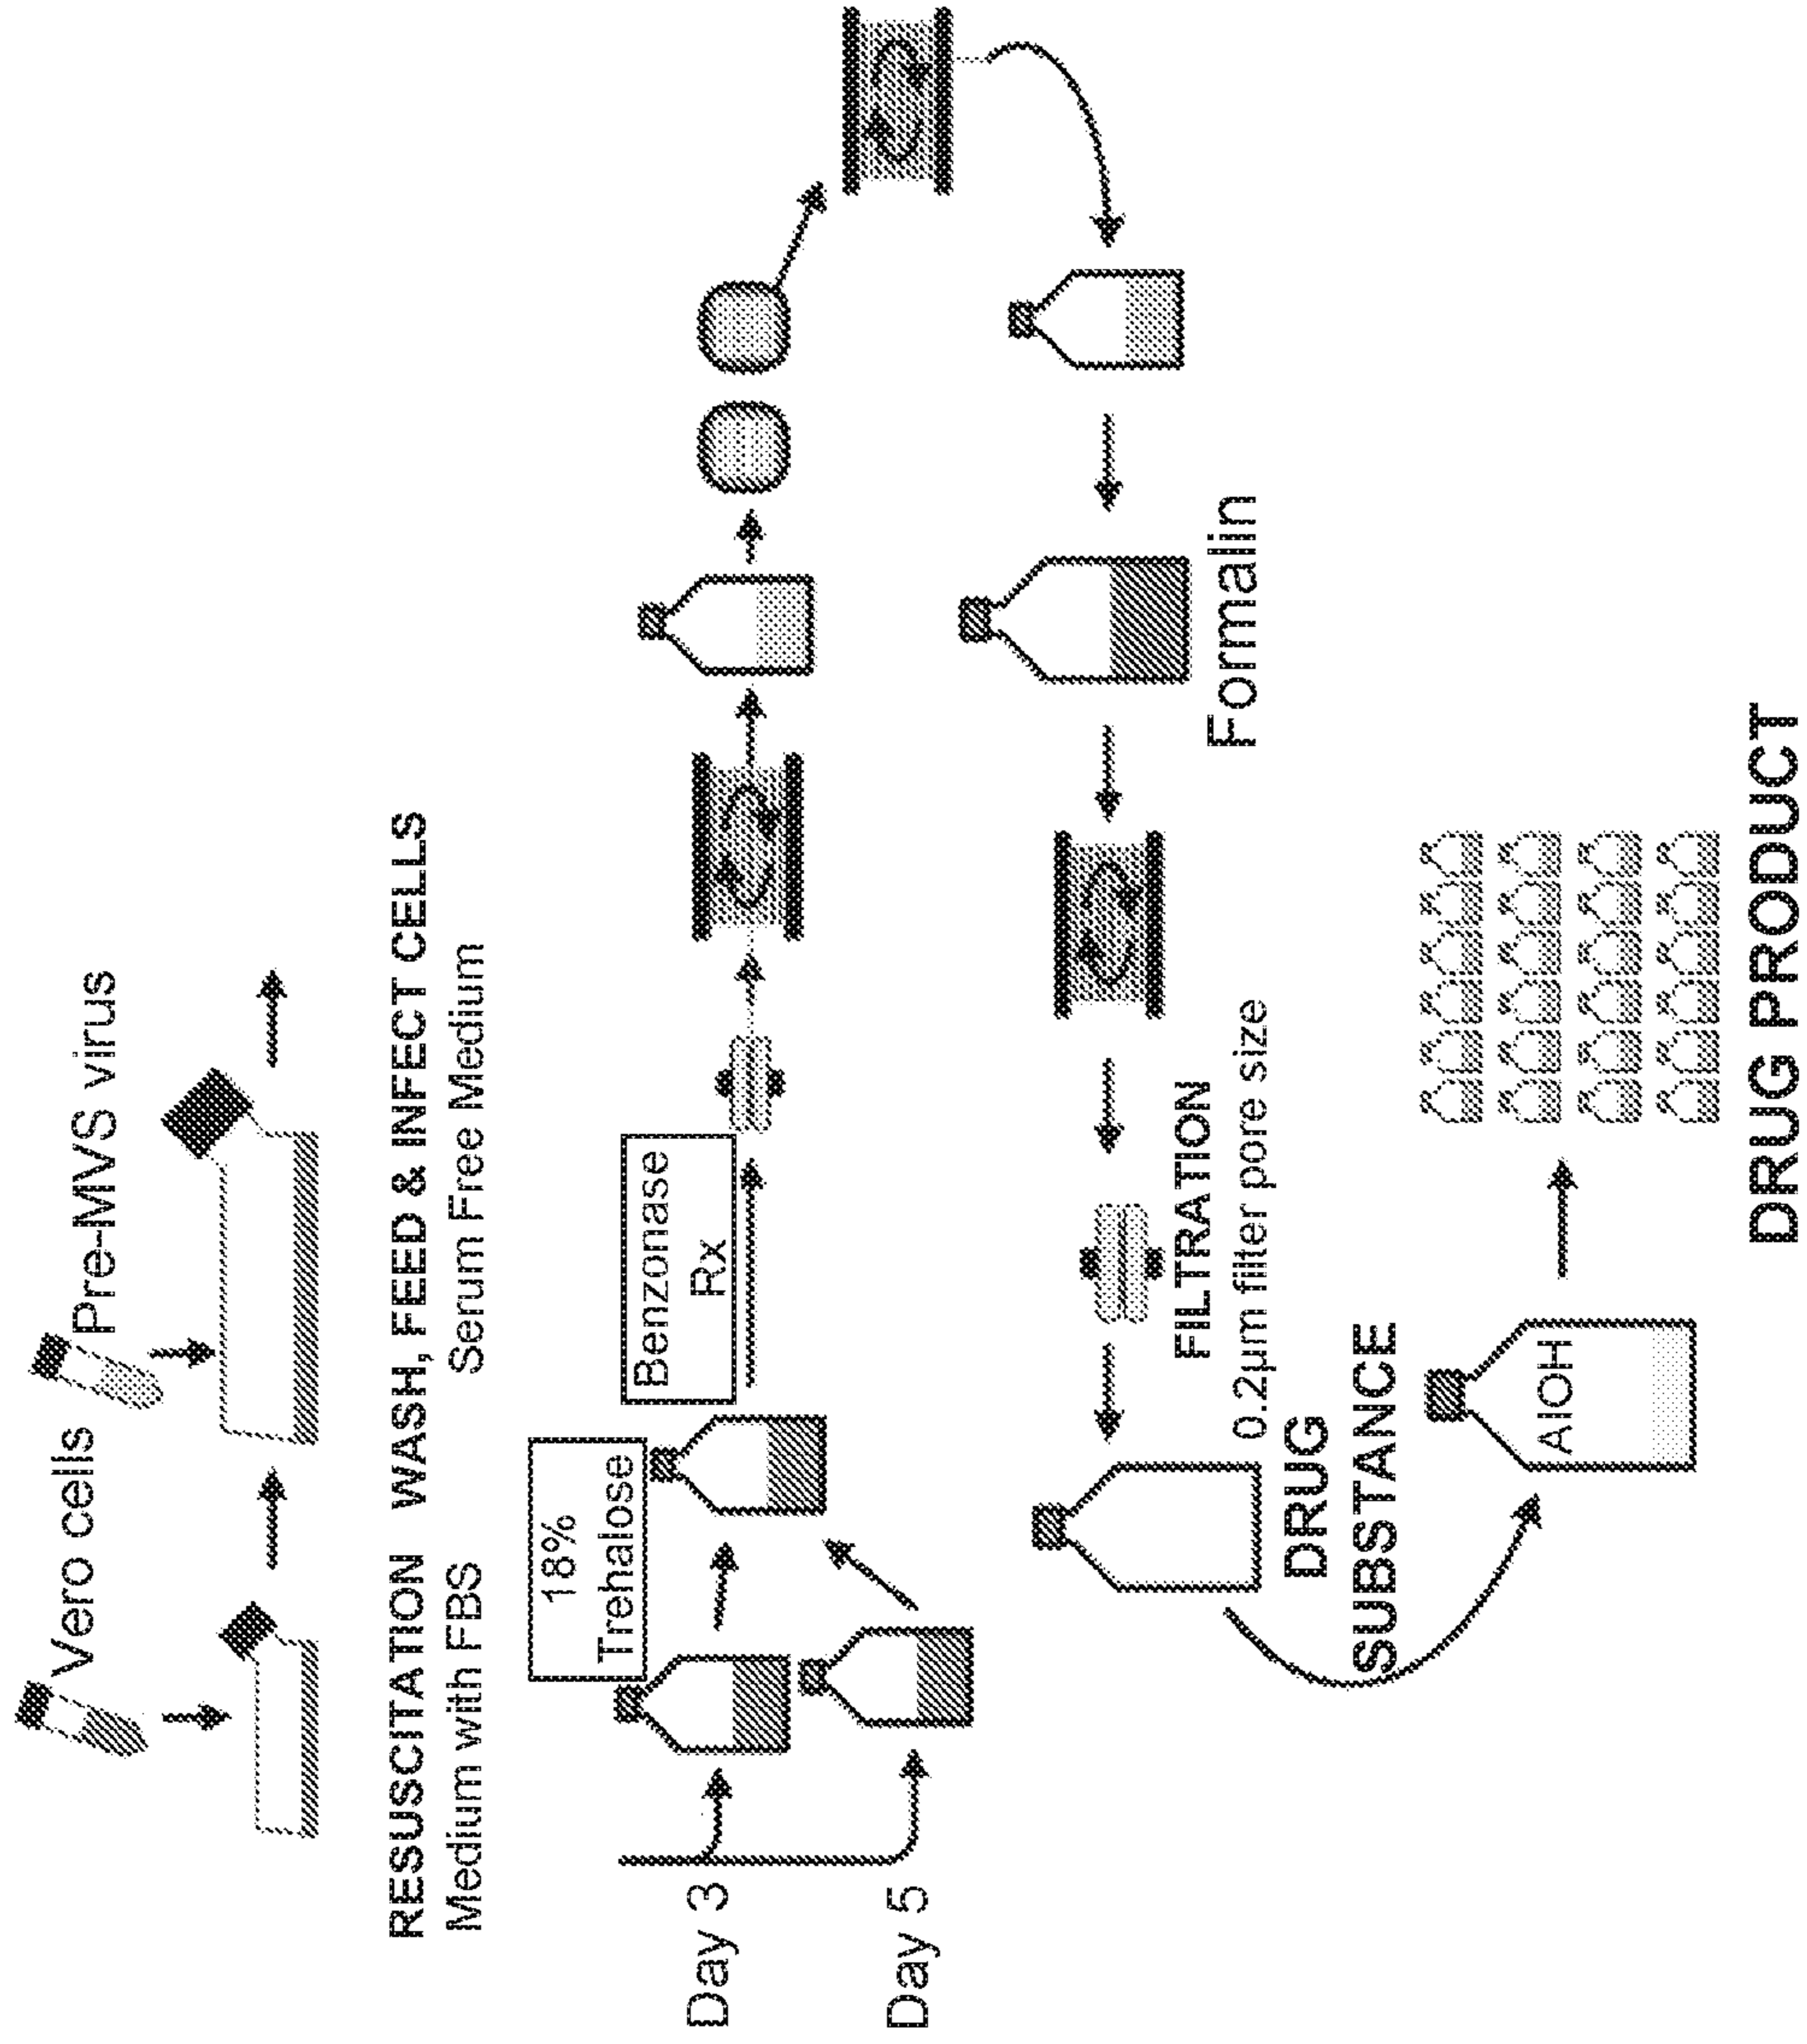 Vero cells
Pre-MVS virus
RESUSCITATION
Medium with FBS
WASH, FEED & INFECT CELLS
Serum Free Medium
18%
Trehalose
Benzonase
Rx
Day 3
Day 5
FILTRATION
0.2µm filter pore size
Formalin
DRUG
SUBSTANCE
AlOH
DRUG PRODUCT